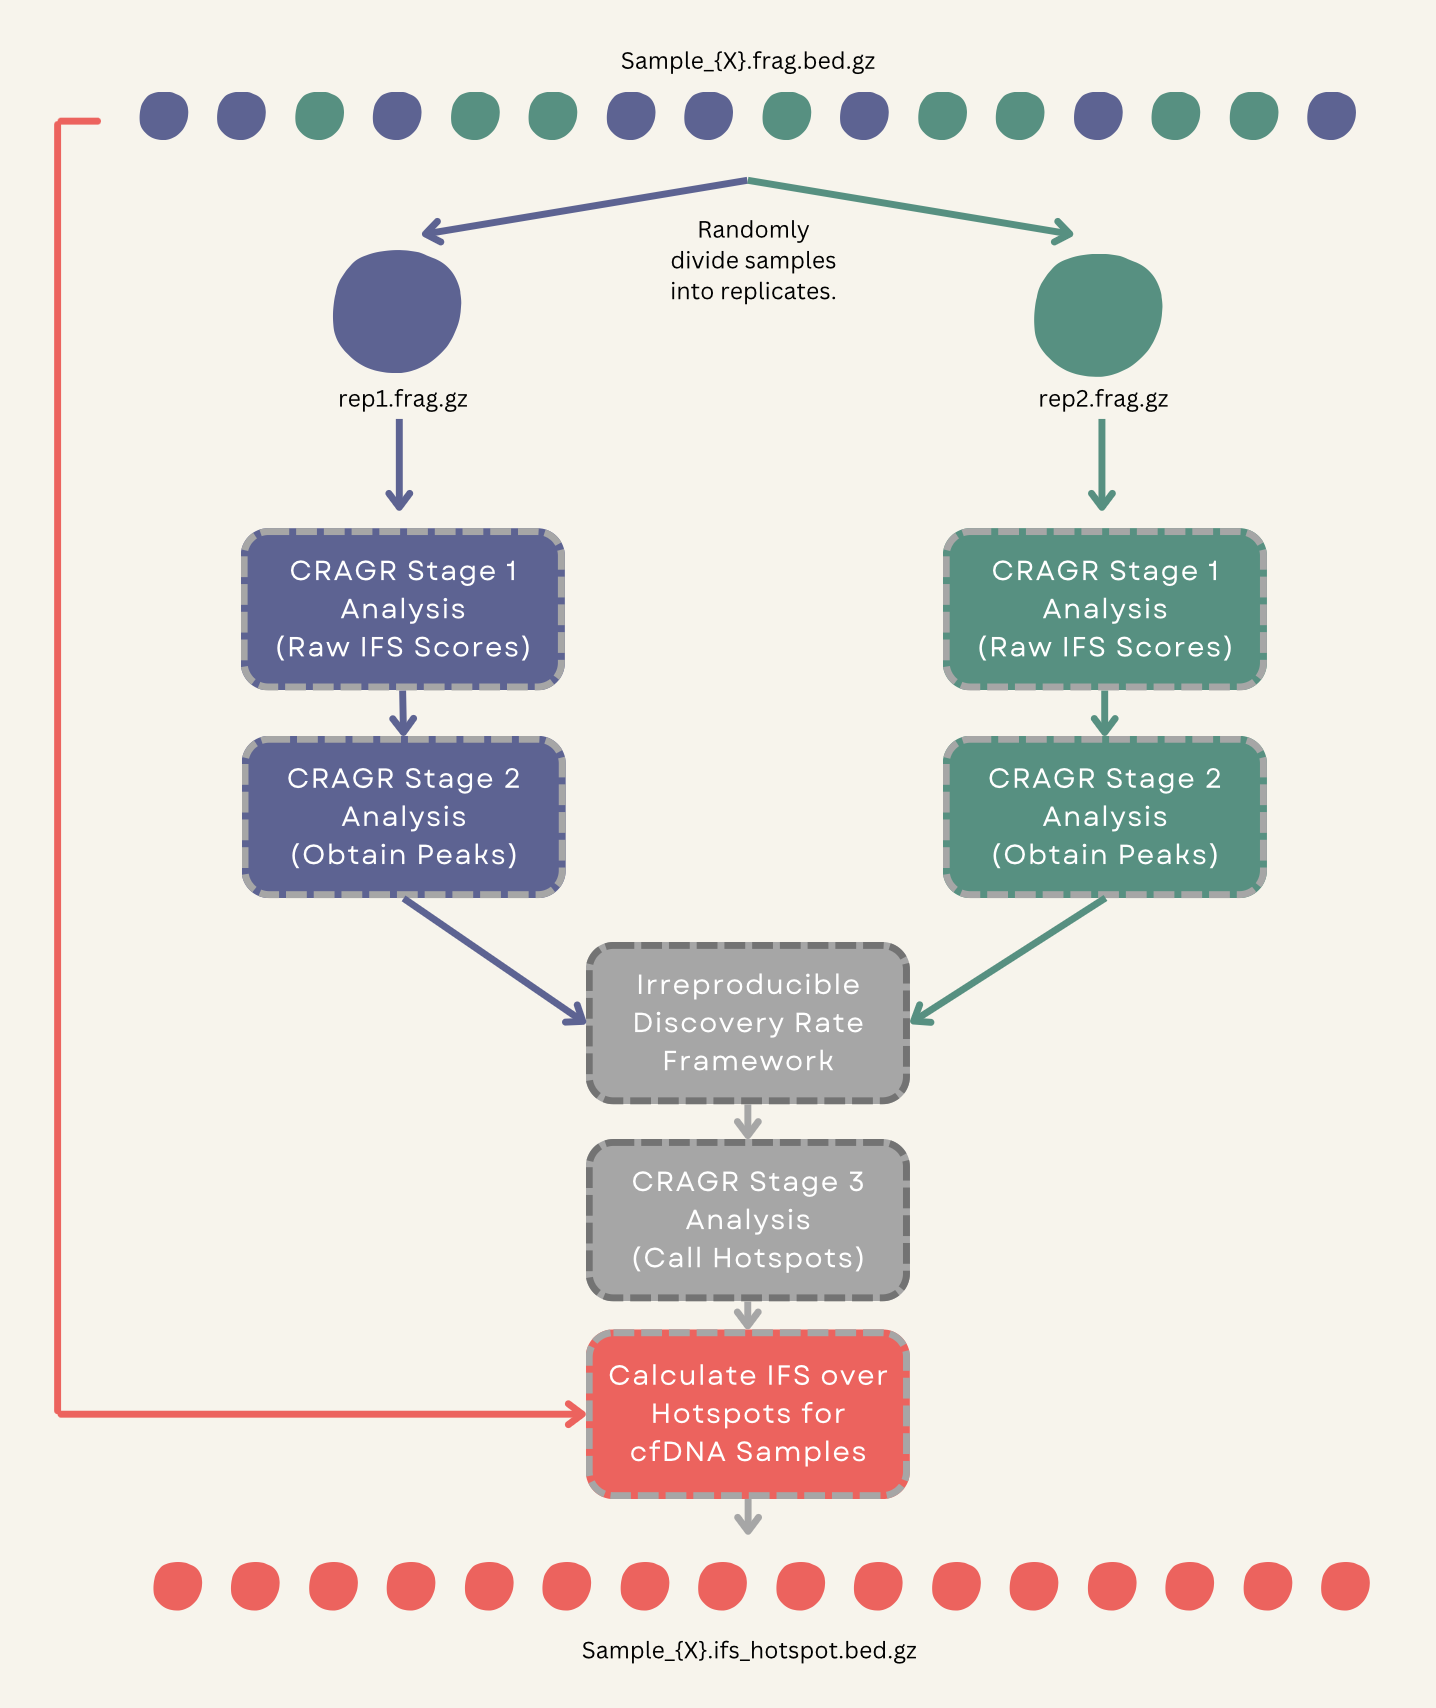 Sample_{X}.frag.bed.gz
Randomly
divide samples
into replicates.
rep1.frag.gz
rep2.frag.gz
CRAGR Stage 1
Analysis
(Raw IFS Scores)
CRAGR Stage 1
Analysis
(Raw IFS Scores)
CRAGR Stage 2
Analysis
(Obtain Peaks)
CRAGR Stage 2
Analysis
(Obtain Peaks)
Irreproducible
Discovery Rate
Framework
CRAGR Stage 3
Analysis
(Call Hotspots)
Calculate IFS over
Hotspots for
cfDNA Samples
Sample_{X}.ifs_hotspot.bed.gz